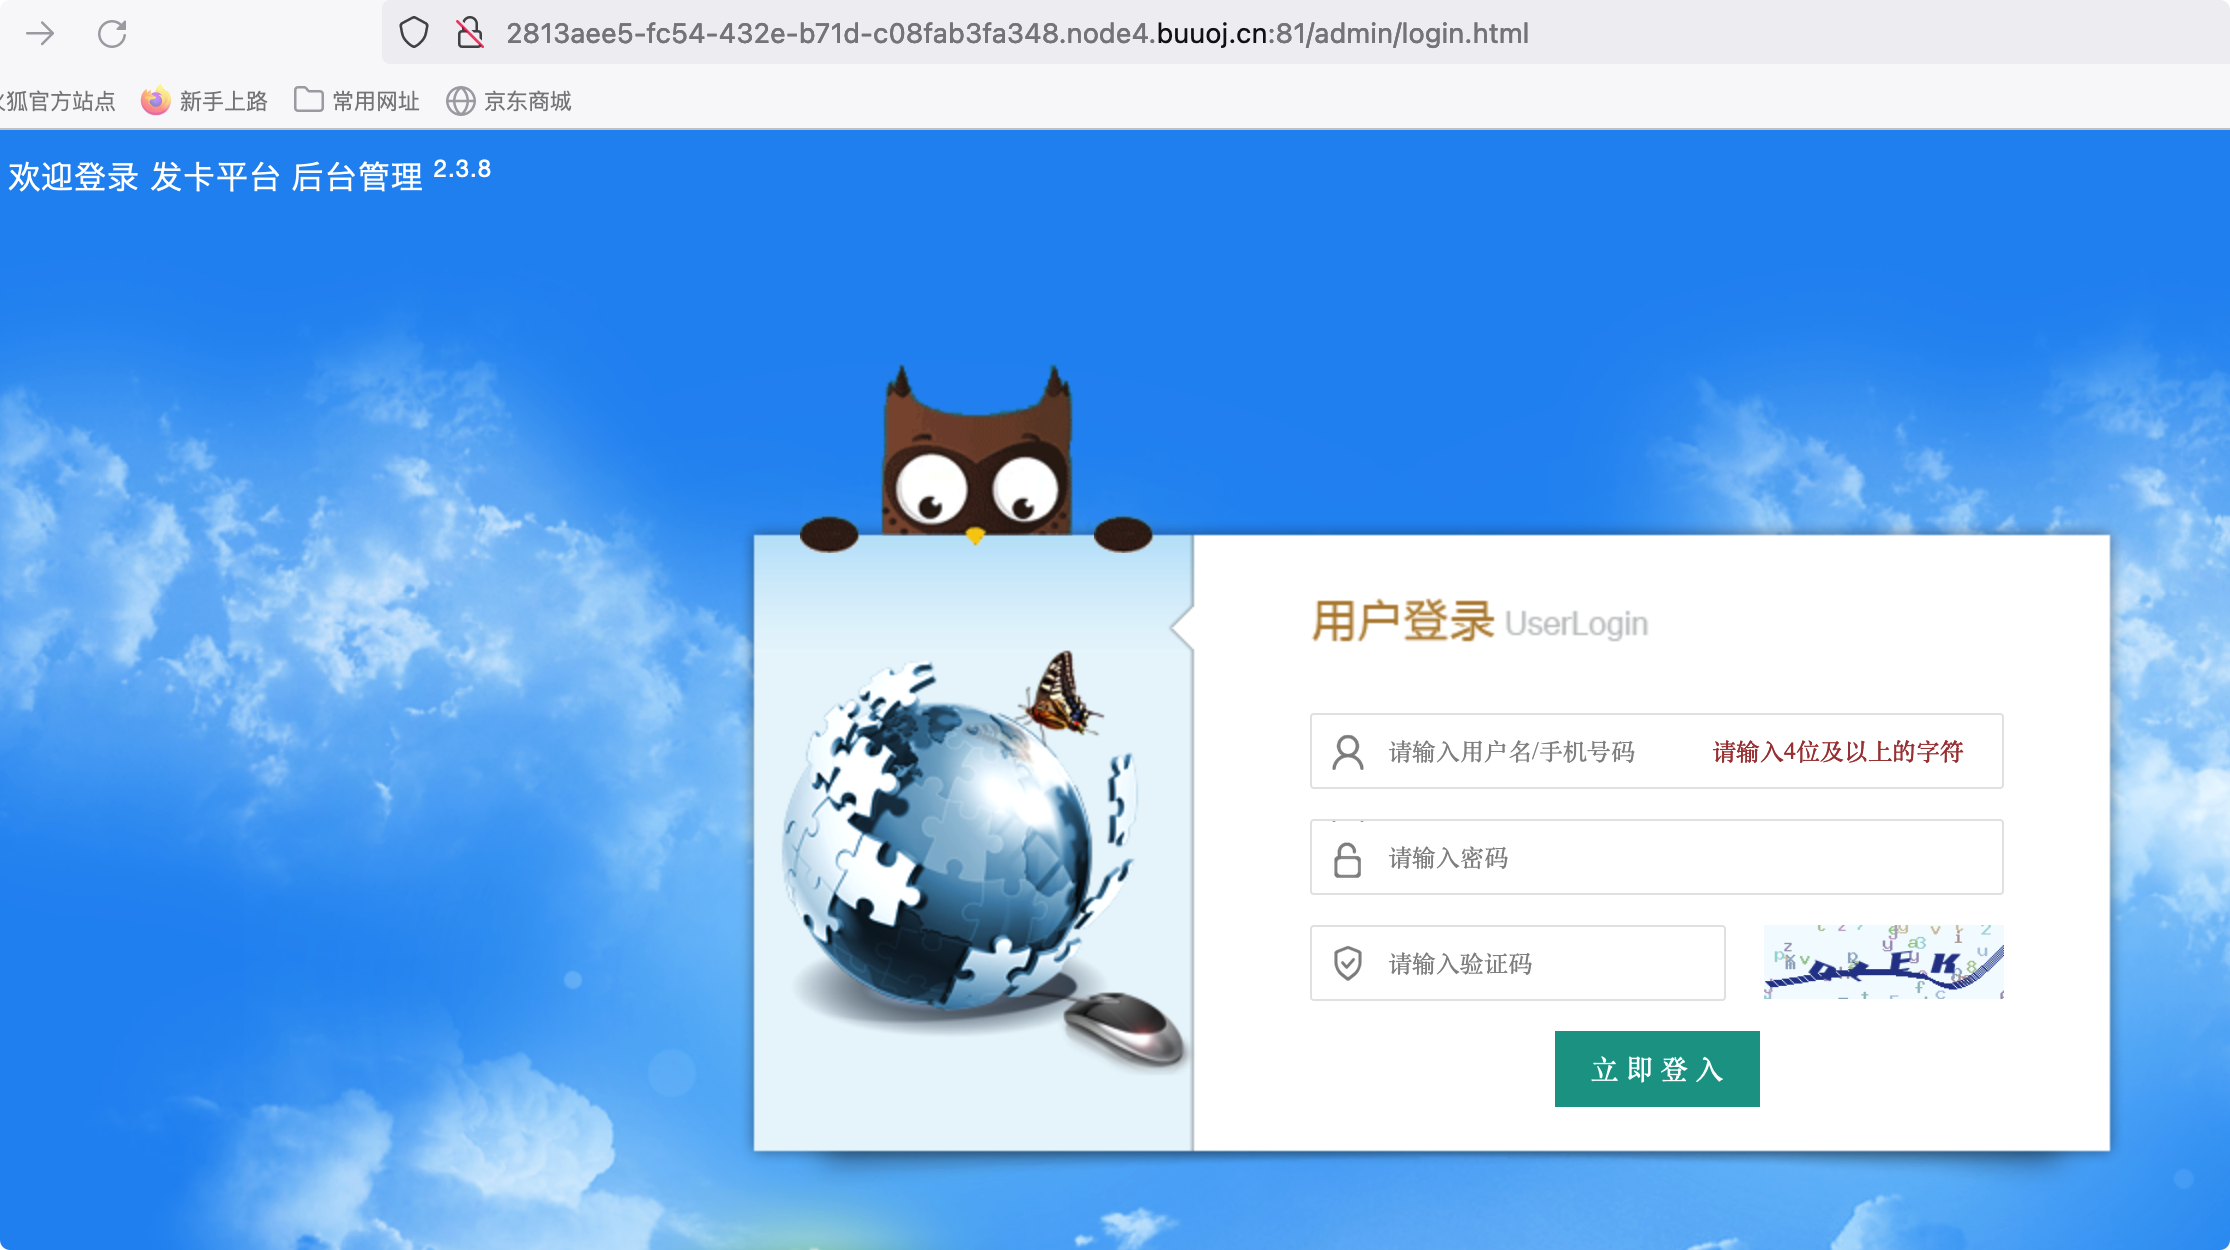 2813aee5-fc54-432e-b71d-c08fab3fa348.node4.buuoj.cn:81/admin/login.html
狐官方站点 新手上路 常用网址 京东商城
欢迎登录 发卡平台 后台管理 2.3.8
用户登录 UserLogin
请输入用户名/手机号码 请输入4位及以上的字符
请输入密码
请输入验证码
立即登入